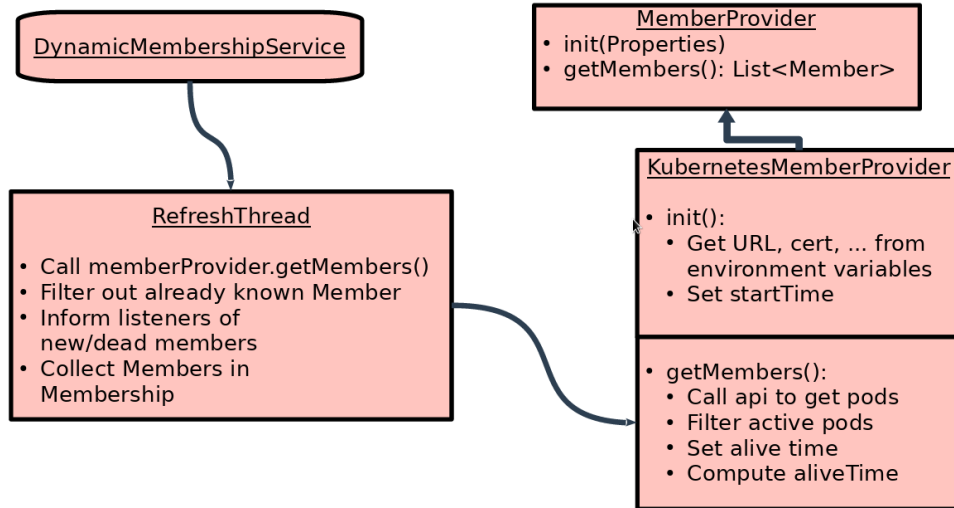 DynamicMembershipService
MemberProvider
• init(Properties)
• getMembers(): List<Member>
RefreshThread
• Call memberProvider.getMembers()
• Filter out already known Member
• Inform listeners of
new/dead members
• Collect Members in
Membership
KubernetesMemberProvider
• init():
• Get URL, cert, ... from
environment variables
• Set startTime
• getMembers():
• Call api to get pods
• Filter active pods
• Set alive time
• Compute aliveTime